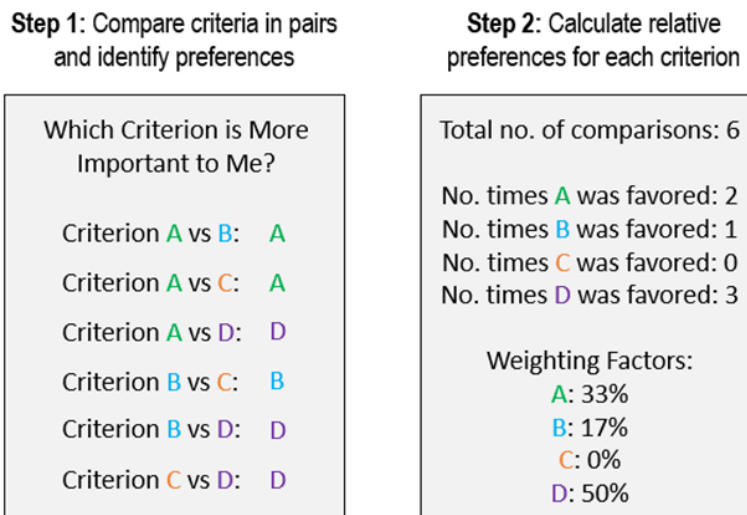 Step 1: Compare criteria in pairs
and identify preferences
Which Criterion is More
Important to Me?
Criterion A vs B: A
Criterion A vs C: A
Criterion A vs D: D
Criterion B vs C: B
Criterion B vs D: D
Criterion C vs D: D
Step 2: Calculate relative
preferences for each criterion
Total no. of comparisons: 6
No. times A was favored: 2
No. times B was favored: 1
No. times C was favored: 0
No. times D was favored: 3
Weighting Factors:
A: 33%
B: 17%
C: 0%
D: 50%